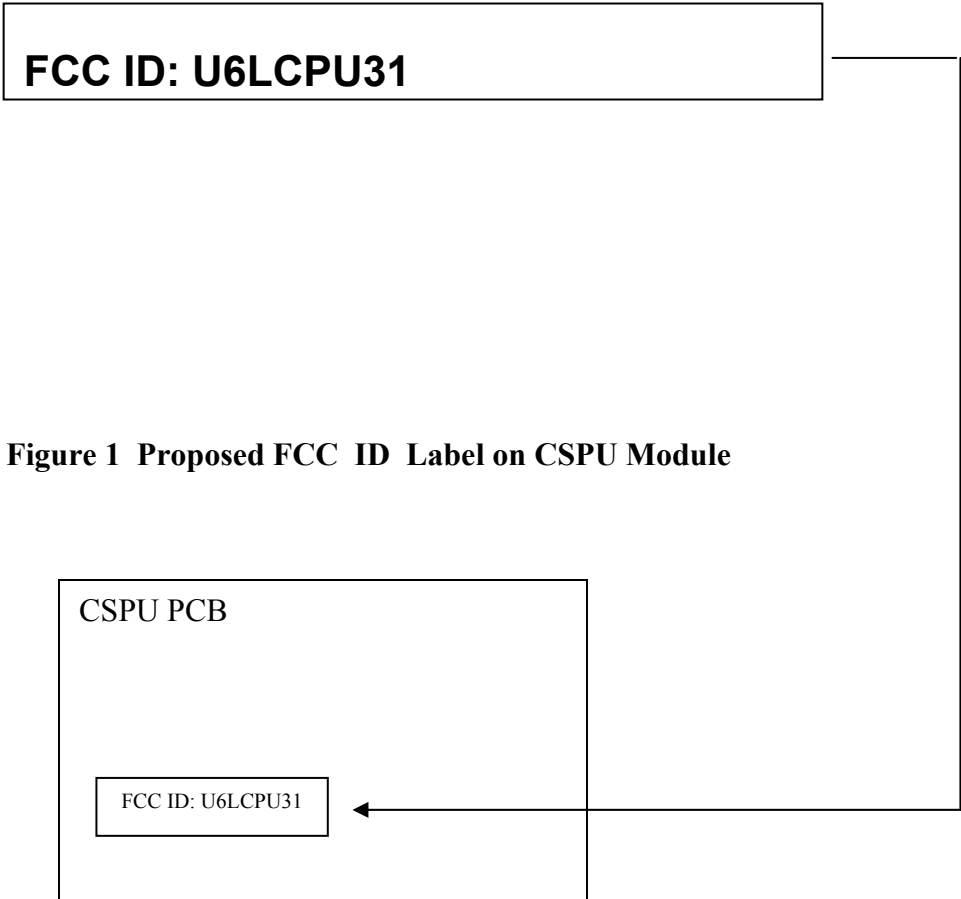 FCC ID: U6LCPU31
Figure 1 Proposed FCC ID Label on CSPU Module
CSPU PCB
FCC ID: U6LCPU31